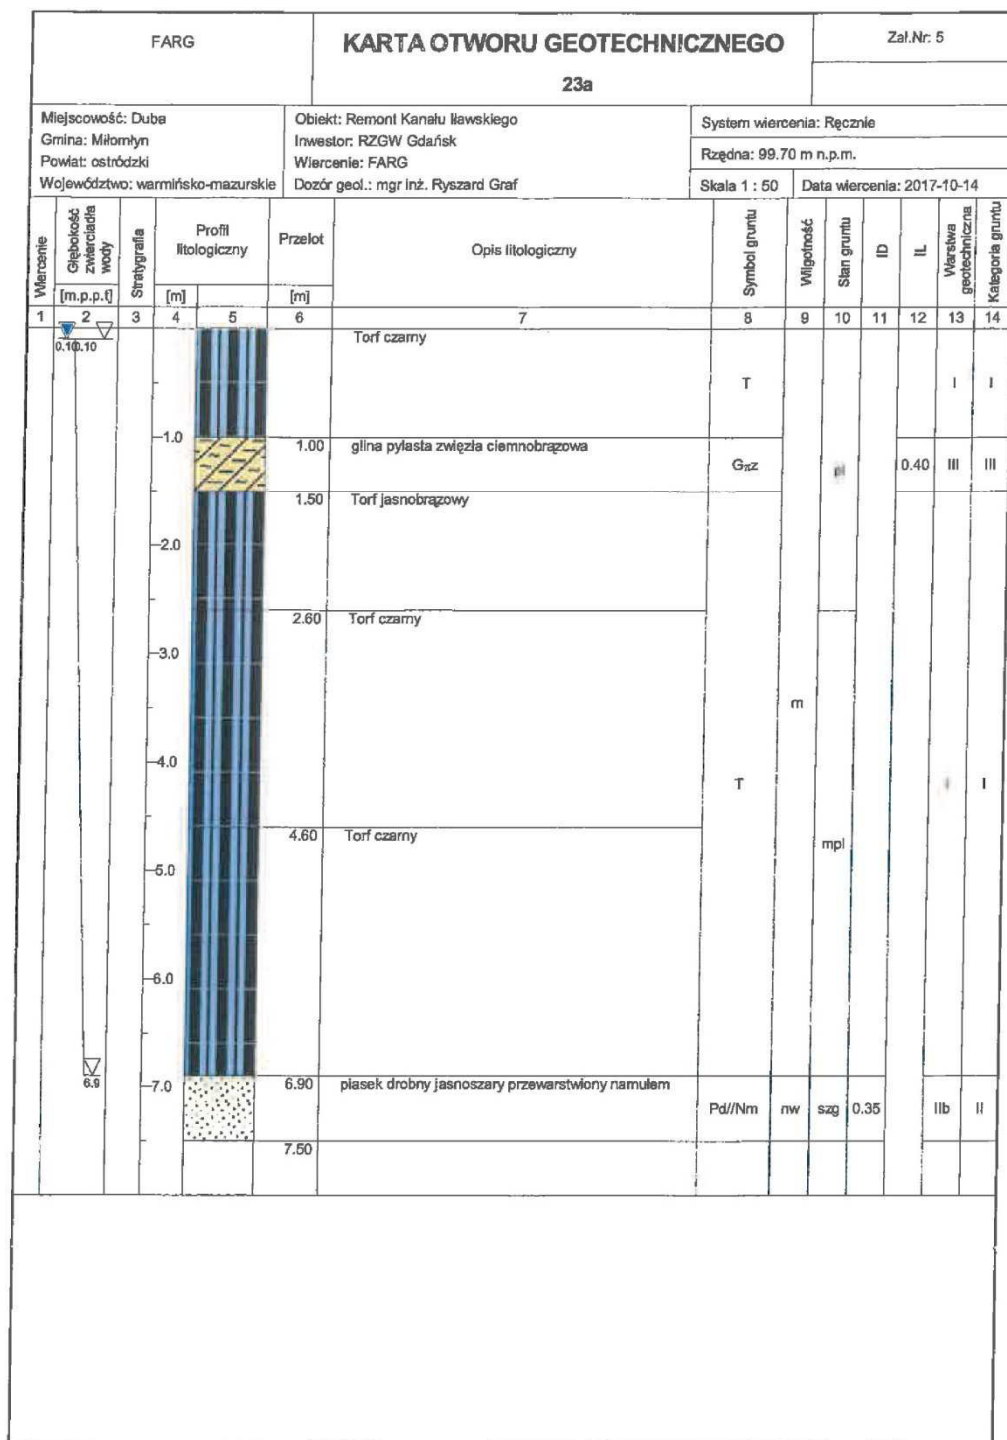 FARG
KARTA OTWORU GEOTECHNICZNEGO
23a
Zał.Nr: 5
Miejscowość: Duba
Gmina: Miłomłyn
Powiat: ostródzki
Województwo: warmińsko-mazurskie
Obiekt: Remont Kanału Iławskiego
Inwestor: RZGW Gdańsk
Wiercenie: FARG
Dozór geol.: mgr inż. Ryszard Graf
System wiercenia: Ręcznie
Rzędna: 99.70 m n.p.m.
Skala 1 : 50 Data wiercenia: 2017-10-14
Wiercenie
Głębokość zwierciadła wody
[m.p.p.t]
Stratygrafia
Profil litologiczny
[m]
Przelot
[m]
Opis litologiczny
Symbol gruntu
Wilgotność
Stan gruntu
ID
IL
Warstwa geotechniczna
Kategoria gruntu
1 2 3 4 5 6 7 8 9 10 11 12 13 14
0.10 0.10
Torf czarny
T I I
1.0
1.00 glina pylasta zwięzła ciemnobrązowa
Gπz pl 0.40 III III
1.50 Torf jasnobrązowy
2.0
2.60 Torf czarny
3.0
m
4.0
T I I
4.60 Torf czarny
mpl
5.0
6.0
6.9
7.0
6.90 piasek drobny jasnoszary przewarstwiony namułem
Pd//Nm nw szg 0.35 IIb II
7.50